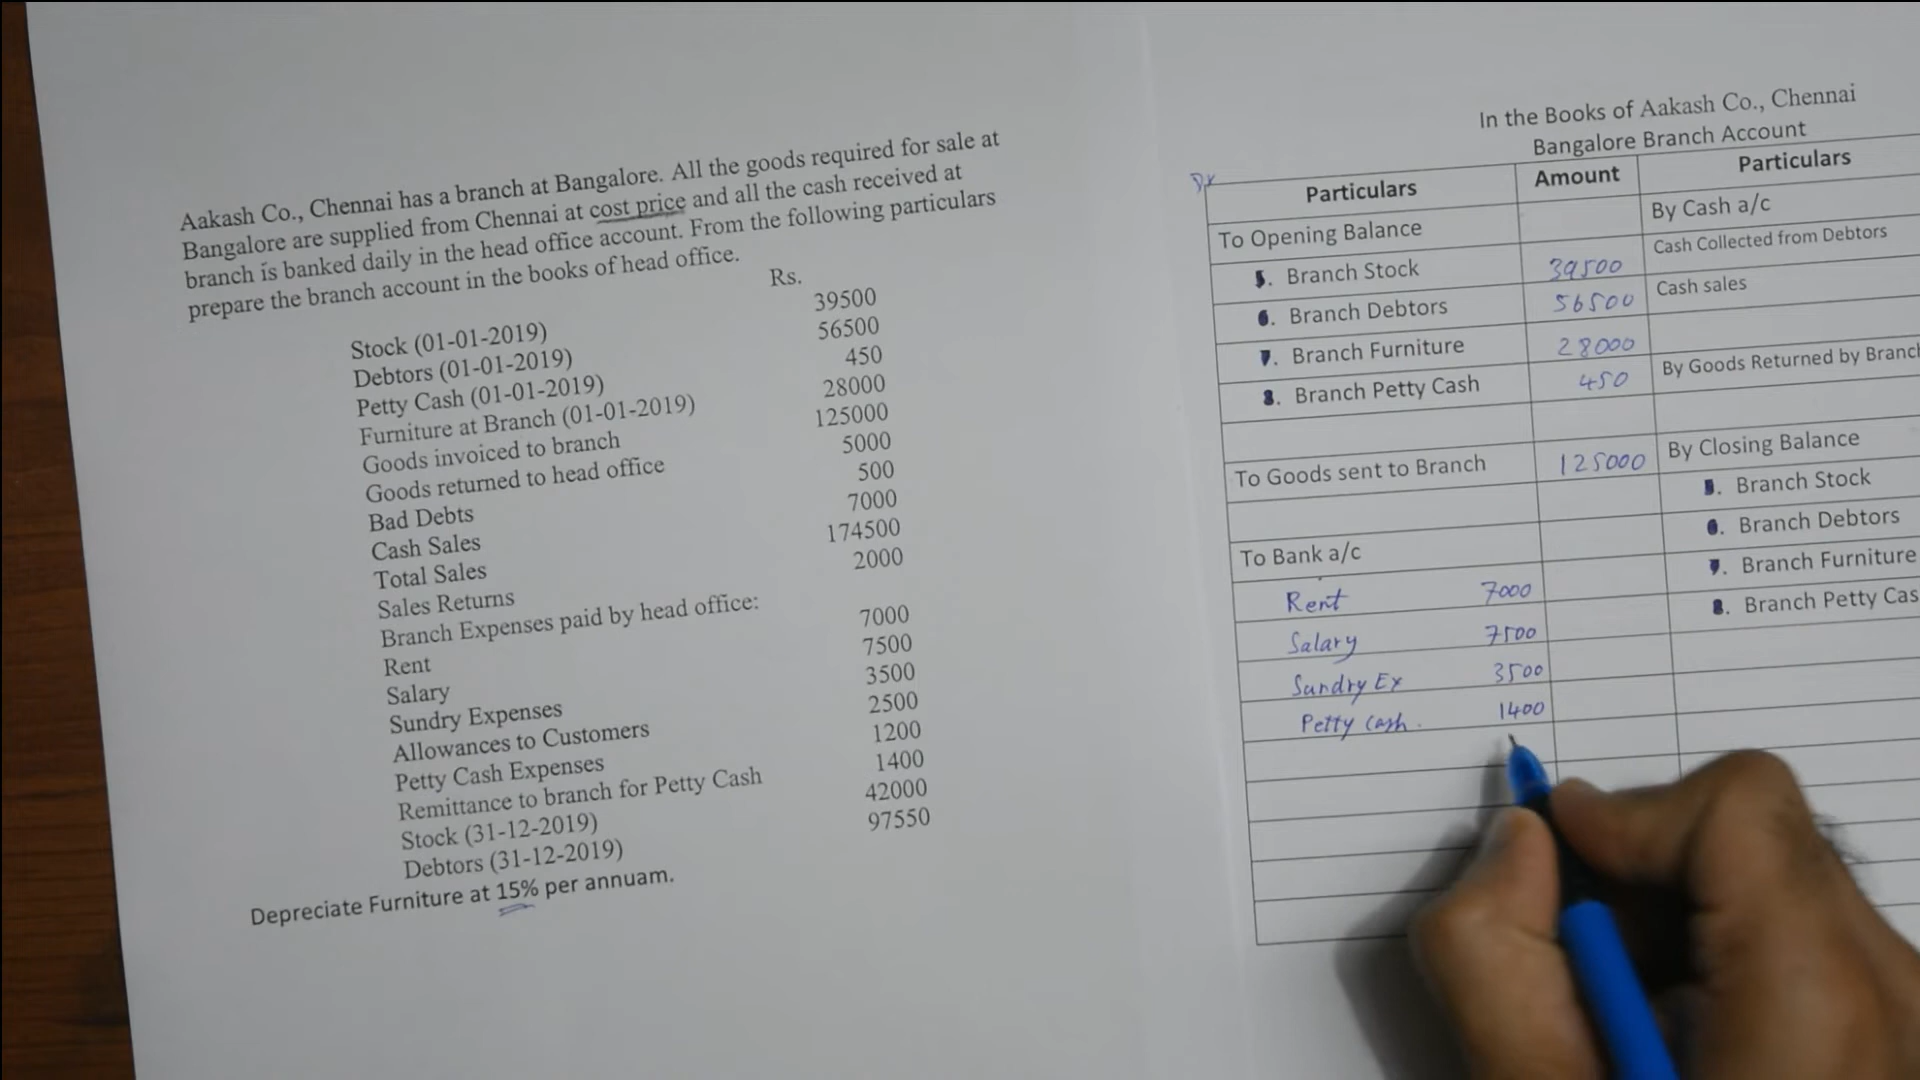 Aakash Co., Chennai has a branch at Bangalore. All the goods required for sale at
Bangalore are supplied from Chennai at cost price and all the cash received at
branch is banked daily in the head office account. From the following particulars
prepare the branch account in the books of head office.
Rs.
Stock (01-01-2019) 39500
Debtors (01-01-2019) 56500
Petty Cash (01-01-2019) 450
Furniture at Branch (01-01-2019) 28000
Goods invoiced to branch 125000
Goods returned to head office 5000
Bad Debts 500
Cash Sales 7000
Total Sales 174500
Sales Returns 2000
Branch Expenses paid by head office:
Rent 7000
Salary 7500
Sundry Expenses 3500
Allowances to Customers 2500
Petty Cash Expenses 1200
Remittance to branch for Petty Cash 1400
Stock (31-12-2019) 42000
Debtors (31-12-2019) 97550
Depreciate Furniture at 15% per annuam.
In the Books of Aakash Co., Chennai
Bangalore Branch Account
Dr
Particulars Amount Particulars
To Opening Balance By Cash a/c
5. Branch Stock 39500 Cash Collected from Debtors
6. Branch Debtors 56500 Cash sales
7. Branch Furniture 28000
8. Branch Petty Cash 450 By Goods Returned by Branch
To Goods sent to Branch 125000 By Closing Balance
5. Branch Stock
To Bank a/c 6. Branch Debtors
Rent 7000 7. Branch Furniture
Salary 7500 8. Branch Petty Cas
Sundry Ex 3500
Petty cash. 1400